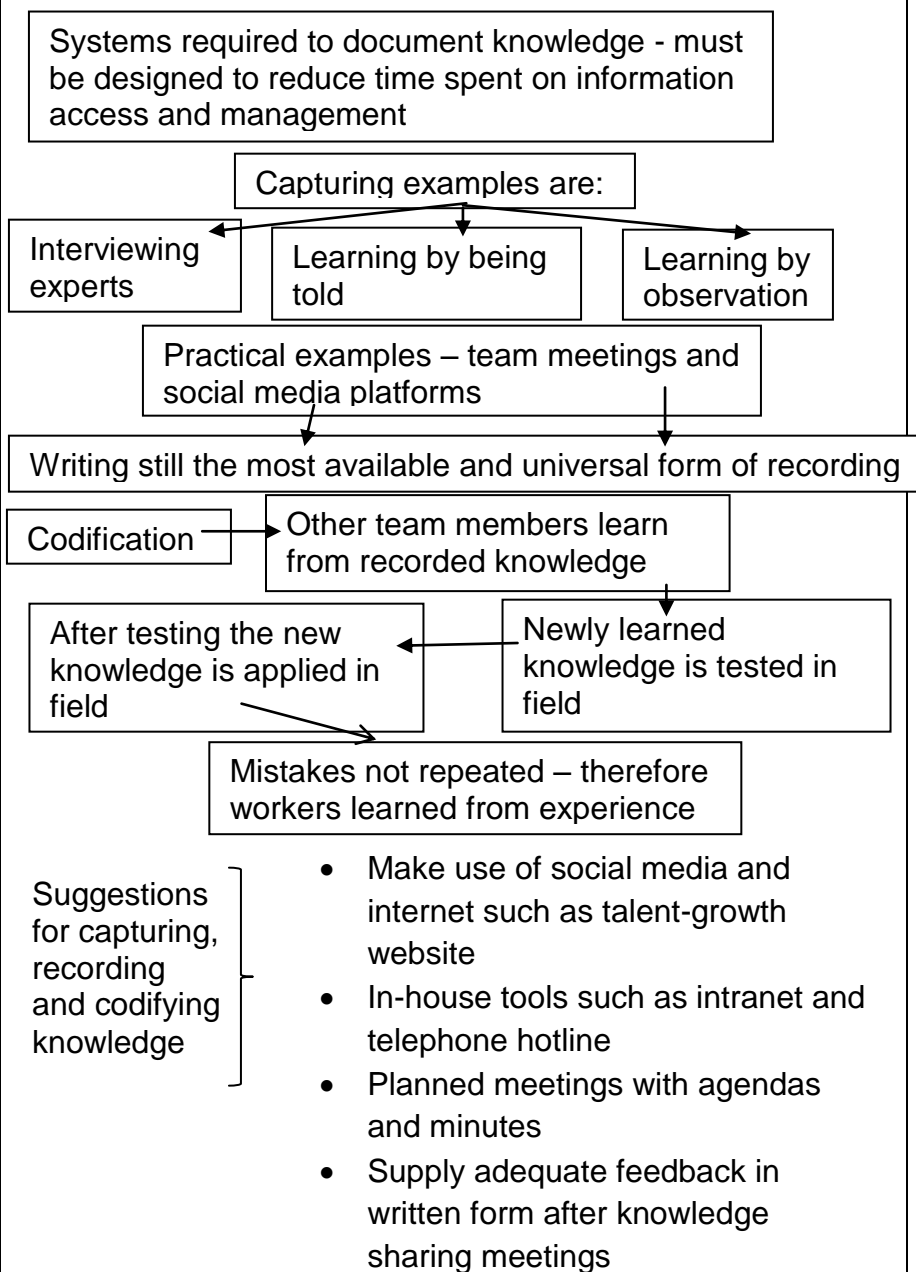 Systems required to document knowledge - must
be designed to reduce time spent on information
access and management
Capturing examples are:
Interviewing
experts
Learning by being
told
Learning by
observation
Practical examples – team meetings and
social media platforms
Writing still the most available and universal form of recording
Codification
Other team members learn
from recorded knowledge
Newly learned
knowledge is tested in
field
After testing the new
knowledge is applied in
field
Mistakes not repeated – therefore
workers learned from experience
Suggestions
for capturing,
recording
and codifying
knowledge
• Make use of social media and
internet such as talent-growth
website
• In-house tools such as intranet and
telephone hotline
• Planned meetings with agendas
and minutes
• Supply adequate feedback in
written form after knowledge
sharing meetings